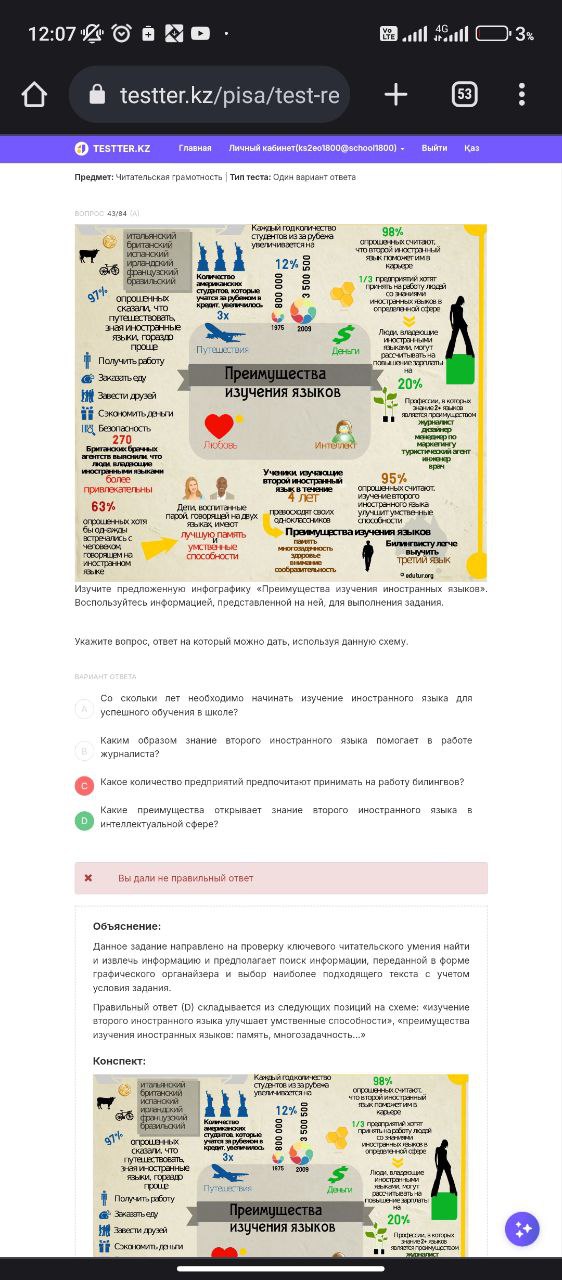 12:07
Vo LTE
4G
3%
testter.kz/pisa/test-re
53
TESTTER.KZ
Главная
Личный кабинет(ks2eo1800@school1800)
Выйти
Қаз
Предмет: Читательская грамотность | Тип теста: Один вариант ответа
ВОПРОС 43/84 (A)
итальянский
британский
испанский
ирландский
французский
бразильский
97%
опрошенных
сказали, что
путешествовать,
зная иностранные
языки, гораздо
проще
Получить работу
Заказать еду
Завести друзей
Сэкономить деньги
Безопасность
270
Британских брачных
агентств выяснили, что
люди, владеющие
иностранными языками
более
привлекательны
63%
опрошенных хотя
бы однажды
встречались с
человеком,
говорящем на
иностранном
языке
Количество
американских
студентов, которые
учатся за рубежом в
кредит, увеличилось
3x
Каждый год количество
студентов из за рубежа
увеличивается на
12%
800 000
3 500 500
1975
2009
98%
опрошенных считают,
что второй иностранный
язык поможет им в
карьере
1/3 предприятий хотят
принять на работу людей
со знаниями
иностранных языков в
определенной сфере
Люди, владеющие
иностранными
языками, могут
рассчитывать на
повышение зарплаты
на
20%
Профессии, в которых
знание 2+ языков
является преимуществом
журналист
дизайнер
менеджер по
маркетингу
туристический агент
инженер
врач
Путешествия
Деньги
Преимущества
изучения языков
Любовь
Интеллект
Дети, воспитанные
парой, говорящей на двух
языках, имеют
лучшую память
и
умственные
способности
Ученики, изучающие
второй иностранный
язык в течение
4 лет
превосходят своих
одноклассников
95%
опрошенных считают,
изучение второго
иностранного языка
улучшит умственные
способности
Преимущества изучения языков
память
многозадачность
здоровье
внимание
сообразительность
Билингвисту легче
выучить
третий язык
© edutur.org
Изучите предложенную инфографику «Преимущества изучения иностранных языков».
Воспользуйтесь информацией, представленной на ней, для выполнения задания.
Укажите вопрос, ответ на который можно дать, используя данную схему.
ВАРИАНТ ОТВЕТА
A
Со скольки лет необходимо начинать изучение иностранного языка для
успешного обучения в школе?
B
Каким образом знание второго иностранного языка помогает в работе
журналиста?
C
Какое количество предприятий предпочитают принимать на работу билингвов?
D
Какие преимущества открывает знание второго иностранного языка в
интеллектуальной сфере?
Вы дали не правильный ответ
Объяснение:
Данное задание направлено на проверку ключевого читательского умения найти
и извлечь информацию и предполагает поиск информации, переданной в форме
графического органайзера и выбор наиболее подходящего текста с учетом
условия задания.
Правильный ответ (D) складывается из следующих позиций на схеме: «изучение
второго иностранного языка улучшает умственные способности», «преимущества
изучения иностранных языков: память, многозадачность...»
Конспект:
итальянский
британский
испанский
ирландский
французский
бразильский
97%
опрошенных
сказали, что
путешествовать,
зная иностранные
языки, гораздо
проще
Получить работу
Заказать еду
Завести друзей
Сэкономить деньги
Количество
американских
студентов, которые
учатся за рубежом в
кредит, увеличилось
3x
Каждый год количество
студентов из за рубежа
увеличивается на
12%
800 000
3 500 500
1975
2009
98%
опрошенных считают,
что второй иностранный
язык поможет им в
карьере
1/3 предприятий хотят
принять на работу людей
со знаниями
иностранных языков в
определенной сфере
Люди, владеющие
иностранными
языками, могут
рассчитывать на
повышение зарплаты
на
20%
Профессии, в которых
знание 2+ языков
является преимуществом
журналист
Путешествия
Деньги
Преимущества
изучения языков